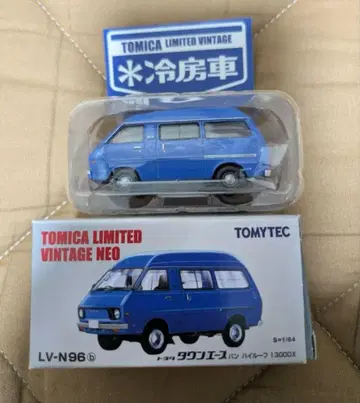 TOMICA LIMITED VINTAGE
*冷房車
TOMICA LIMITED
VINTAGE NEO
TOMYTEC
S=1/64
LV-N96 b
トヨタ タウンエース バン ハイルーフ 1300DX